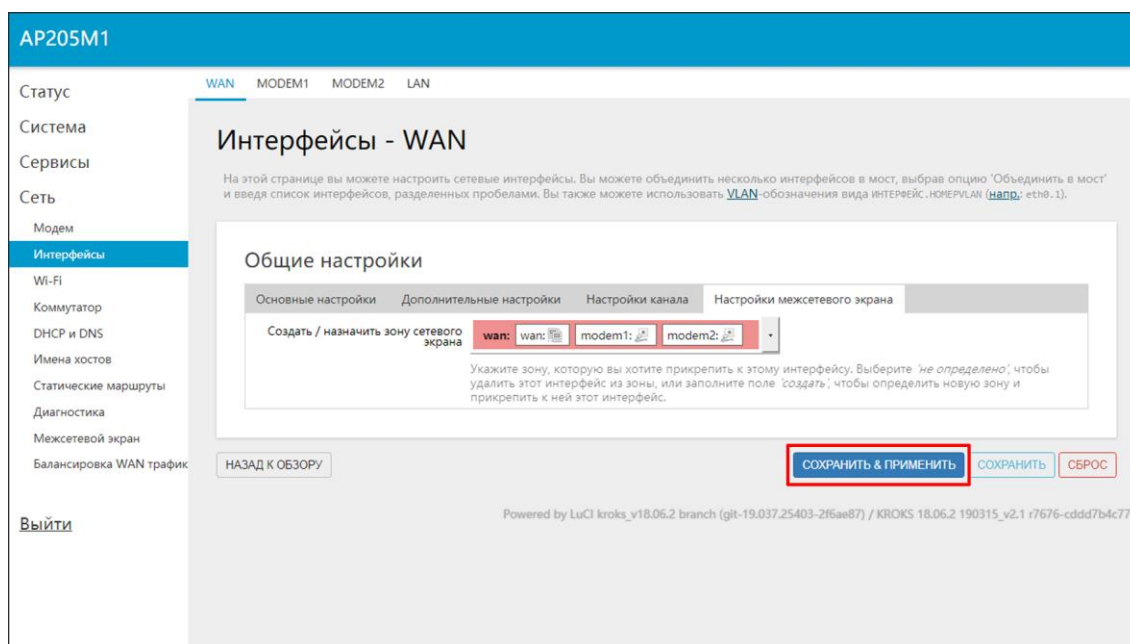 AP205M1
WAN MODEM1 MODEM2 LAN
Статус
Система
Сервисы
Сеть
Модем
Интерфейсы
Wi-Fi
Коммутатор
DHCP и DNS
Имена хостов
Статические маршруты
Диагностика
Межсетевой экран
Балансировка WAN трафик
Выйти
Интерфейсы - WAN
На этой странице вы можете настроить сетевые интерфейсы. Вы можете объединить несколько интерфейсов в мост, выбрав опцию 'Объединить в мост'
и введя список интерфейсов, разделенных пробелами. Вы также можете использовать VLAN-обозначения вида ИНТЕРФЕЙС.НОМЕРVLAN (напр.: eth0.1).
Общие настройки
Основные настройки Дополнительные настройки Настройки канала Настройки межсетевого экрана
Создать / назначить зону сетевого
экрана
wan: wan: modem1: modem2:
Укажите зону, которую вы хотите прикрепить к этому интерфейсу. Выберите 'не определено', чтобы
удалить этот интерфейс из зоны, или заполните поле 'создать', чтобы определить новую зону и
прикрепить к ней этот интерфейс.
НАЗАД К ОБЗОРУ СОХРАНИТЬ & ПРИМЕНИТЬ СОХРАНИТЬ СБРОС
Powered by LuCI kroks_v18.06.2 branch (git-19.037.25403-2f6ae87) / KROKS 18.06.2 190315_v2.1 r7676-cddd7b4c77